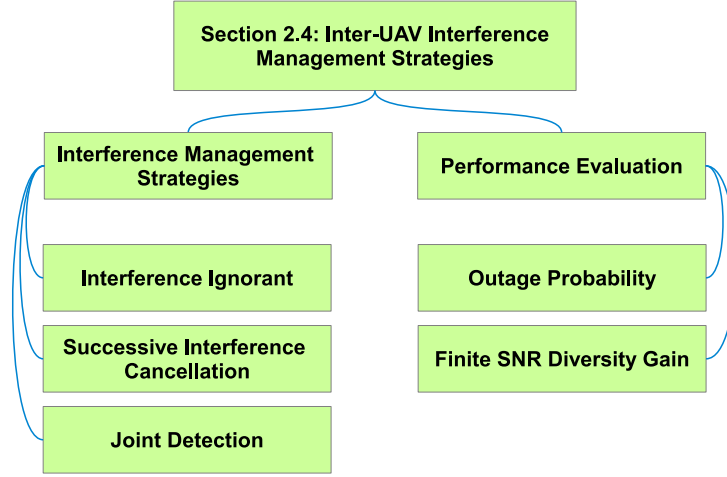 Section 2.4: Inter-UAV Interference
Management Strategies
Interference Management
Strategies
Performance Evaluation
Interference Ignorant
Outage Probability
Successive Interference
Cancellation
Finite SNR Diversity Gain
Joint Detection